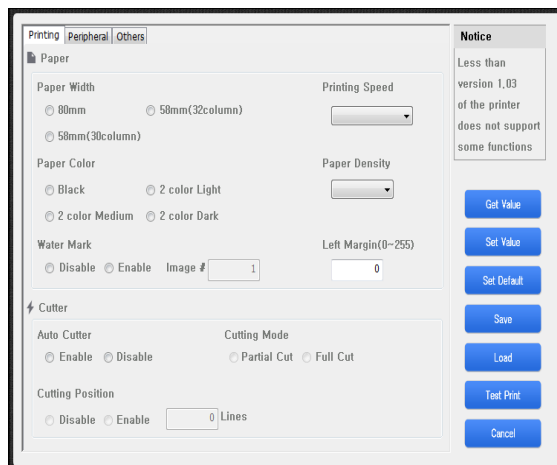 Printing Peripheral Others
Paper
Paper Width
Printing Speed
80mm 58mm(32column)
58mm(30column)
Paper Color
Paper Density
Black 2 color Light
2 color Medium 2 color Dark
Water Mark
Left Margin(0~255)
Disable Enable Image # 1
0
Cutter
Auto Cutter
Cutting Mode
Enable Disable
Partial Cut Full Cut
Cutting Position
Disable Enable 0 Lines
Notice
Less than
version 1.03
of the printer
does not support
some functions
Get Value
Set Value
Set Default
Save
Load
Test Print
Cancel